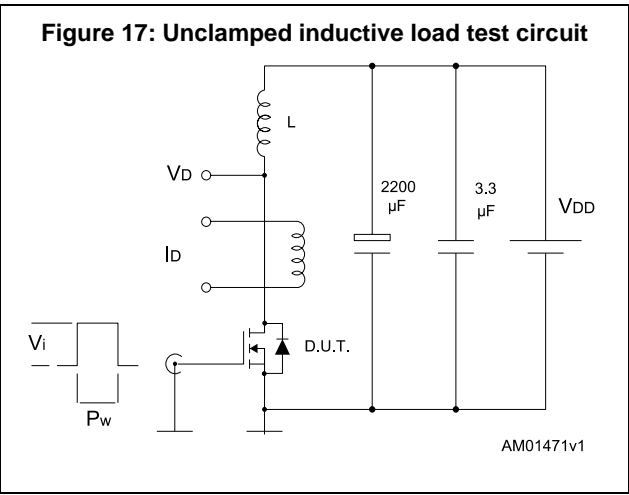 Figure 17: Unclamped inductive load test circuit
L
VD
2200
µF
3.3
µF
VDD
ID
Vi
D.U.T.
Pw
AM01471v1